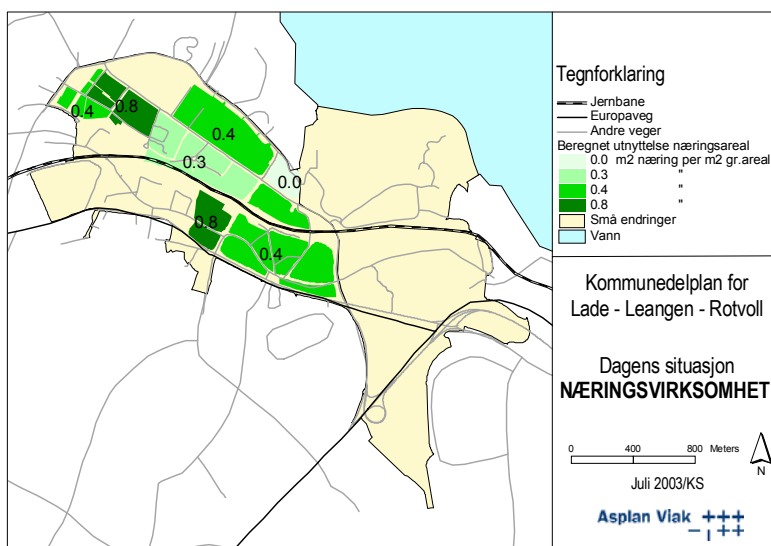 0.4
0.8
0.4
0.3
0.0
0.8
0.4
Tegnforklaring
Jernbane
Europaveg
Andre veger
Beregnet utnyttelse næringsareal
0.0 m2 næring per m2 gr.areal
0.3 "
0.4 "
0.8 "
Små endringer
Vann
Kommunedelplan for
Lade - Leangen - Rotvoll
Dagens situasjon
NÆRINGSVIRKSOMHET
0 400 800 Meters
N
Juli 2003/KS
Asplan Viak